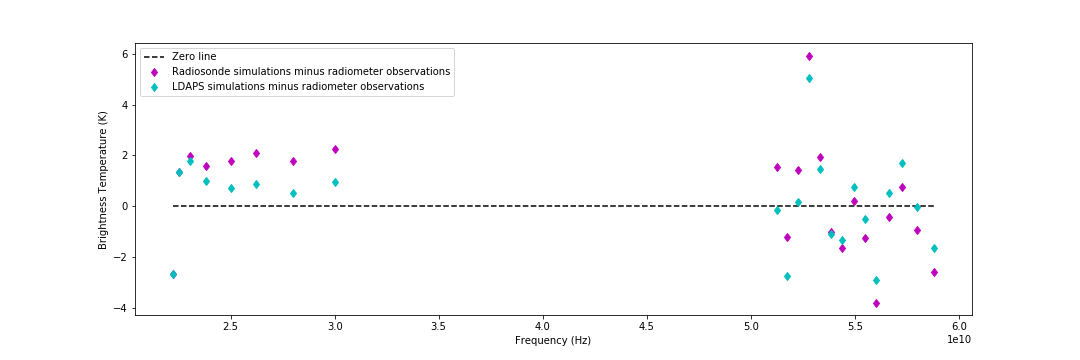 Zero line
Radiosonde simulations minus radiometer observations
LDAPS simulations minus radiometer observations
Brightness Temperature (K)
6
4
2
0
−2
−4
2.5 3.0 3.5 4.0 4.5 5.0 5.5 6.0
1e10
Frequency (Hz)